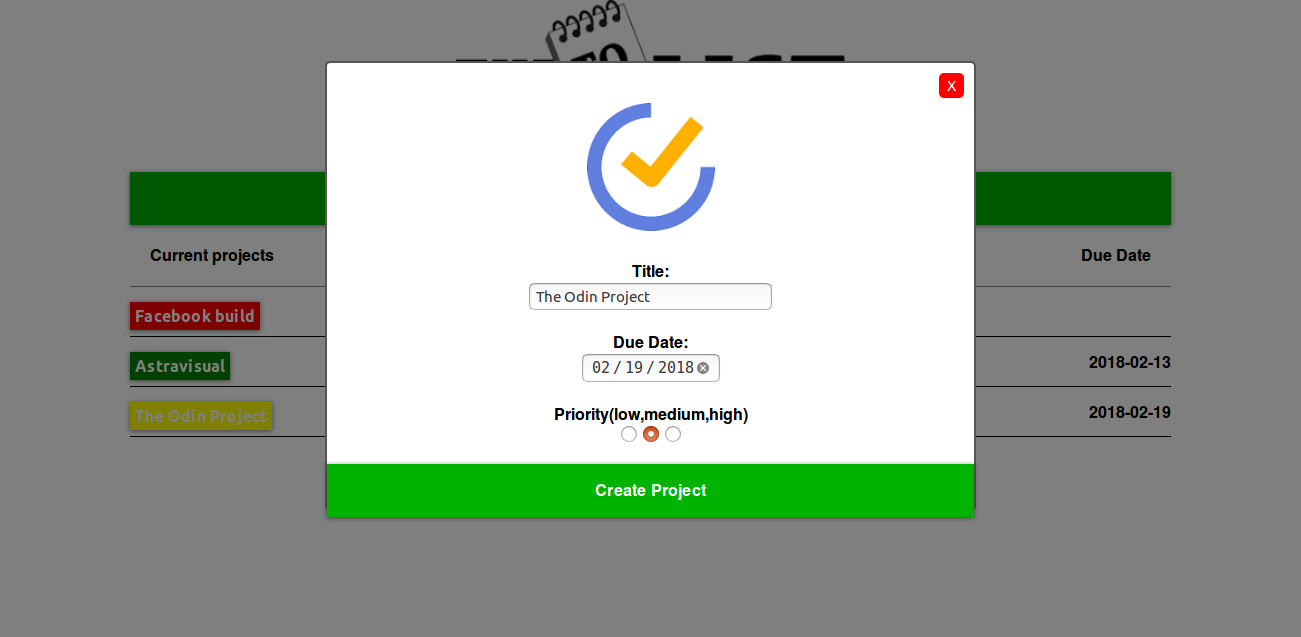 TO
X
Title:
The Odin Project
Due Date:
02 / 19 / 2018
Priority(low,medium,high)
Create Project
Current projects
Due Date
Facebook build
Astravisual
2018-02-13
The Odin Project
2018-02-19